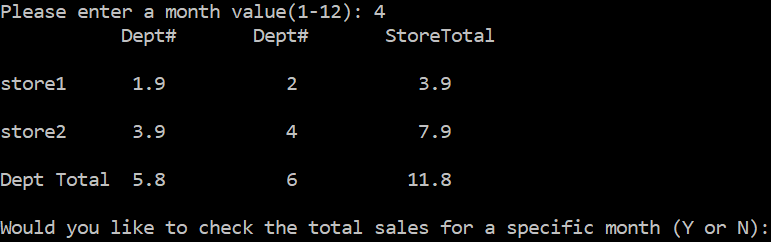 Please enter a month value(1-12): 4
Dept# Dept# StoreTotal
store1 1.9 2 3.9
store2 3.9 4 7.9
Dept Total 5.8 6 11.8
Would you like to check the total sales for a specific month (Y or N):